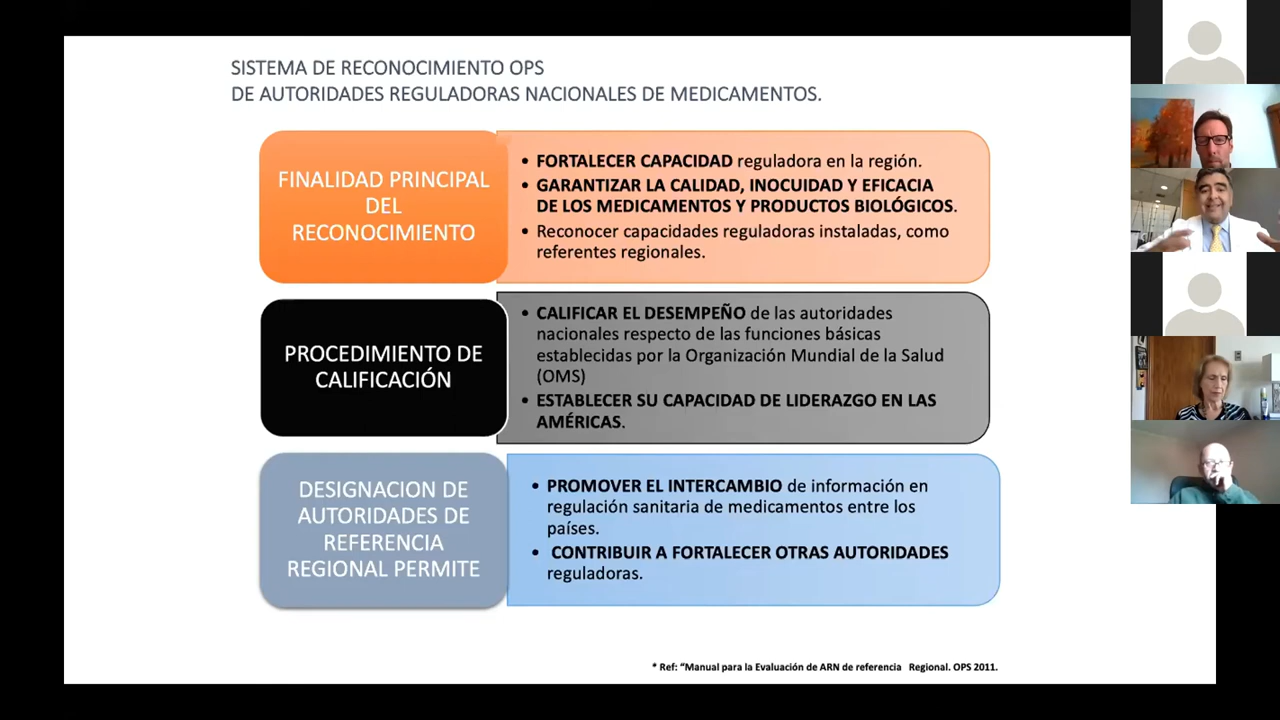 SISTEMA DE RECONOCIMIENTO OPS
DE AUTORIDADES REGULADORAS NACIONALES DE MEDICAMENTOS.
FINALIDAD PRINCIPAL
DEL
RECONOCIMIENTO
• FORTALECER CAPACIDAD reguladora en la región.
• GARANTIZAR LA CALIDAD, INOCUIDAD Y EFICACIA
DE LOS MEDICAMENTOS Y PRODUCTOS BIOLÓGICOS.
• Reconocer capacidades reguladoras instaladas, como
referentes regionales.
PROCEDIMIENTO DE
CALIFICACIÓN
• CALIFICAR EL DESEMPEÑO de las autoridades
nacionales respecto de las funciones básicas
establecidas por la Organización Mundial de la Salud
(OMS)
• ESTABLECER SU CAPACIDAD DE LIDERAZGO EN LAS
AMÉRICAS.
DESIGNACION DE
AUTORIDADES DE
REFERENCIA
REGIONAL PERMITE
• PROMOVER EL INTERCAMBIO de información en
regulación sanitaria de medicamentos entre los
países.
• CONTRIBUIR A FORTALECER OTRAS AUTORIDADES
reguladoras.
* Ref: “Manual para la Evaluación de ARN de referencia Regional. OPS 2011.